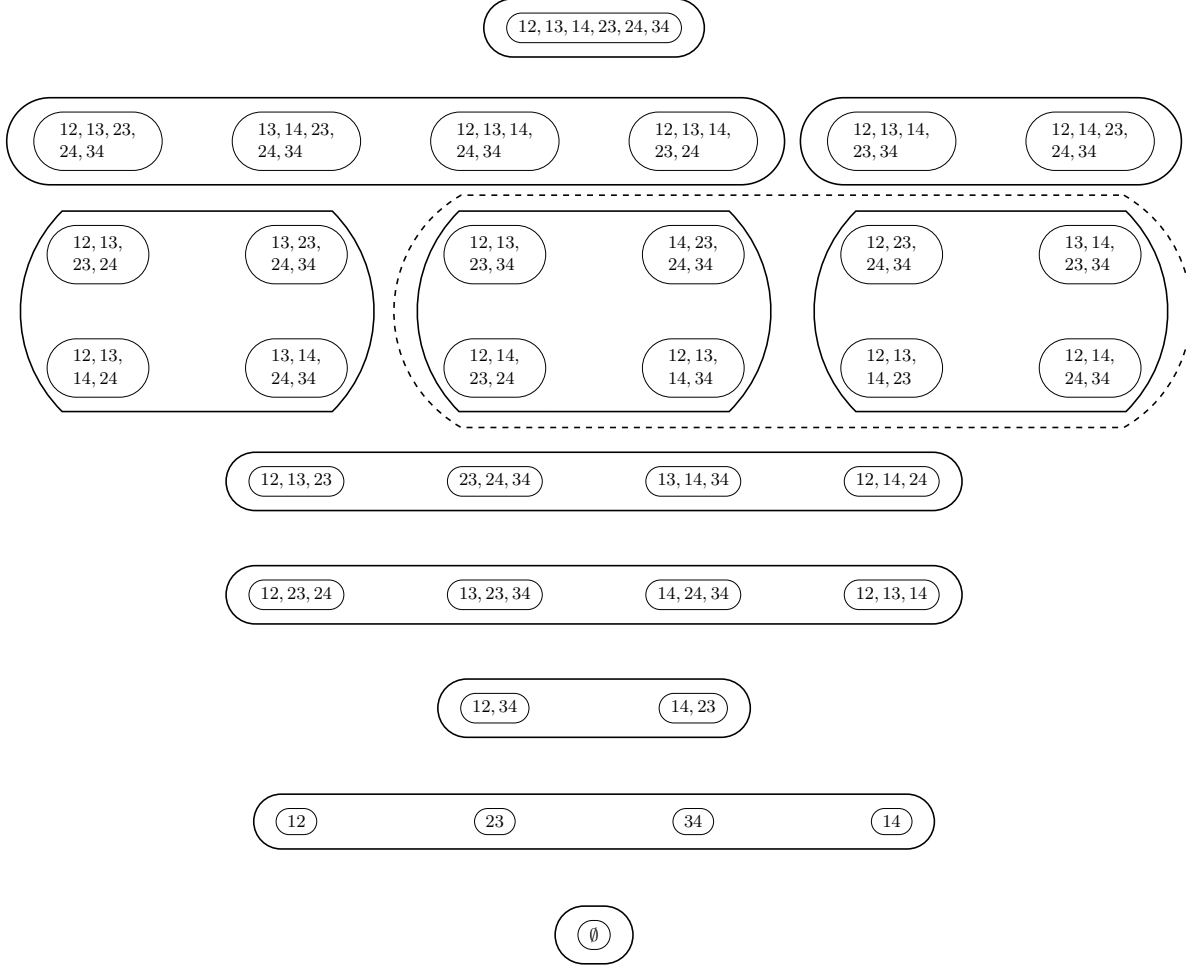 12, 13, 14, 23, 24, 34
12, 13, 23,
24, 34
13, 14, 23,
24, 34
12, 13, 14,
24, 34
12, 13, 14,
23, 24
12, 13, 14,
23, 34
12, 14, 23,
24, 34
12, 13,
23, 24
13, 23,
24, 34
12, 13,
23, 34
14, 23,
24, 34
12, 23,
24, 34
13, 14,
23, 34
12, 13,
14, 24
13, 14,
24, 34
12, 14,
23, 24
12, 13,
14, 34
12, 13,
14, 23
12, 14,
24, 34
12, 13, 23
23, 24, 34
13, 14, 34
12, 14, 24
12, 23, 24
13, 23, 34
14, 24, 34
12, 13, 14
12, 34
14, 23
12
23
34
14
∅